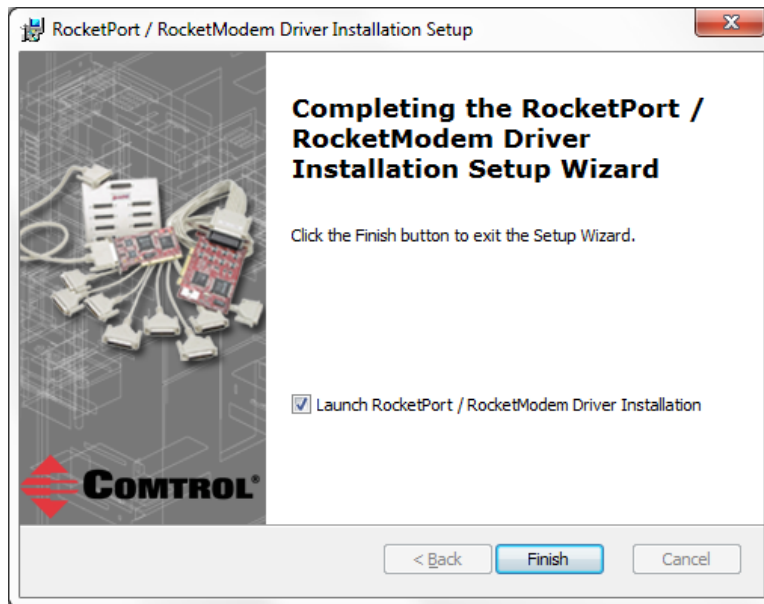 RocketPort / RocketModem Driver Installation Setup
Completing the RocketPort /
RocketModem Driver
Installation Setup Wizard
Click the Finish button to exit the Setup Wizard.
Launch RocketPort / RocketModem Driver Installation
COMTROL®
< Back
Finish
Cancel